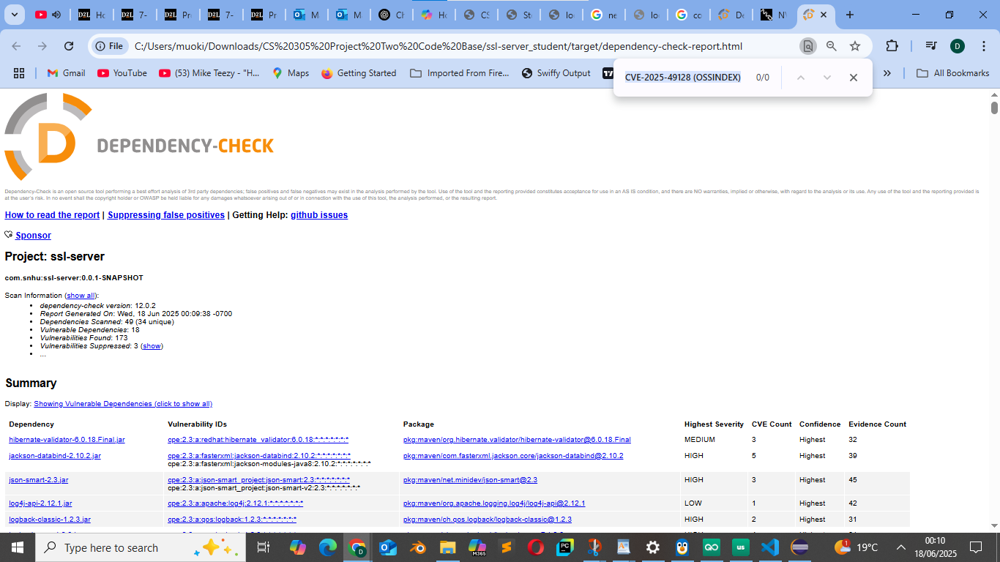 Ho
7-
Pr
7-
Pr
M
M
Ch
Ho
CS
St
loc
ne
loc
co
De
NV
File
C:/Users/muoki/Downloads/CS%20305%20Project%20Two%20Code%20Base/ssl-server_student/target/dependency-check-report.html
D
Gmail
YouTube
(53) Mike Teezy - "H...
Maps
Getting Started
Imported From Fire...
Swiffy Output
All Bookmarks
CVE-2025-49128 (OSSINDEX)
0/0
DEPENDENCY-CHECK
Dependency-Check is an open source tool performing a best effort analysis of 3rd party dependencies; false positives and false negatives may exist in the analysis performed by the tool. Use of the tool and the reporting provided constitutes acceptance for use in an AS IS condition, and there are NO warranties, implied or otherwise, with regard to the analysis or its use. Any use of the tool and the reporting provided is
at the user's risk. In no event shall the copyright holder or OWASP be held liable for any damages whatsoever arising out of or in connection with the use of this tool, the analysis performed, or the resulting report.
How to read the report | Suppressing false positives | Getting Help: github issues
Sponsor
Project: ssl-server
com.snhu:ssl-server:0.0.1-SNAPSHOT
Scan Information (show all):
dependency-check version: 12.0.2
Report Generated On: Wed, 18 Jun 2025 00:09:38 -0700
Dependencies Scanned: 49 (34 unique)
Vulnerable Dependencies: 18
Vulnerabilities Found: 173
Vulnerabilities Suppressed: 3 (show)
...
Summary
Display: Showing Vulnerable Dependencies (click to show all)
Dependency Vulnerability IDs Package Highest Severity CVE Count Confidence Evidence Count
hibernate-validator-6.0.18.Final.jar cpe:2.3:a:redhat:hibernate_validator:6.0.18:*:*:*:*:*:*:* pkg:maven/org.hibernate.validator/hibernate-validator@6.0.18.Final MEDIUM 3 Highest 32
jackson-databind-2.10.2.jar cpe:2.3:a:fasterxml:jackson-databind:2.10.2:*:*:*:*:*:*:* pkg:maven/com.fasterxml.jackson.core/jackson-databind@2.10.2 HIGH 5 Highest 39
cpe:2.3:a:fasterxml:jackson-modules-java8:2.10.2:*:*:*:*:*:*:*
json-smart-2.3.jar cpe:2.3:a:json-smart_project:json-smart:2.3:*:*:*:*:*:*:* pkg:maven/net.minidev/json-smart@2.3 HIGH 3 Highest 45
cpe:2.3:a:json-smart_project:json-smart-v2:2.3:*:*:*:*:*:*:*
log4j-api-2.12.1.jar cpe:2.3:a:apache:log4j:2.12.1:*:*:*:*:*:*:* pkg:maven/org.apache.logging.log4j/log4j-api@2.12.1 LOW 1 Highest 42
logback-classic-1.2.3.jar cpe:2.3:a:qos:logback:1.2.3:*:*:*:*:*:*:* pkg:maven/ch.qos.logback/logback-classic@1.2.3 HIGH 2 Highest 31
Type here to search
19°C
00:10
18/06/2025